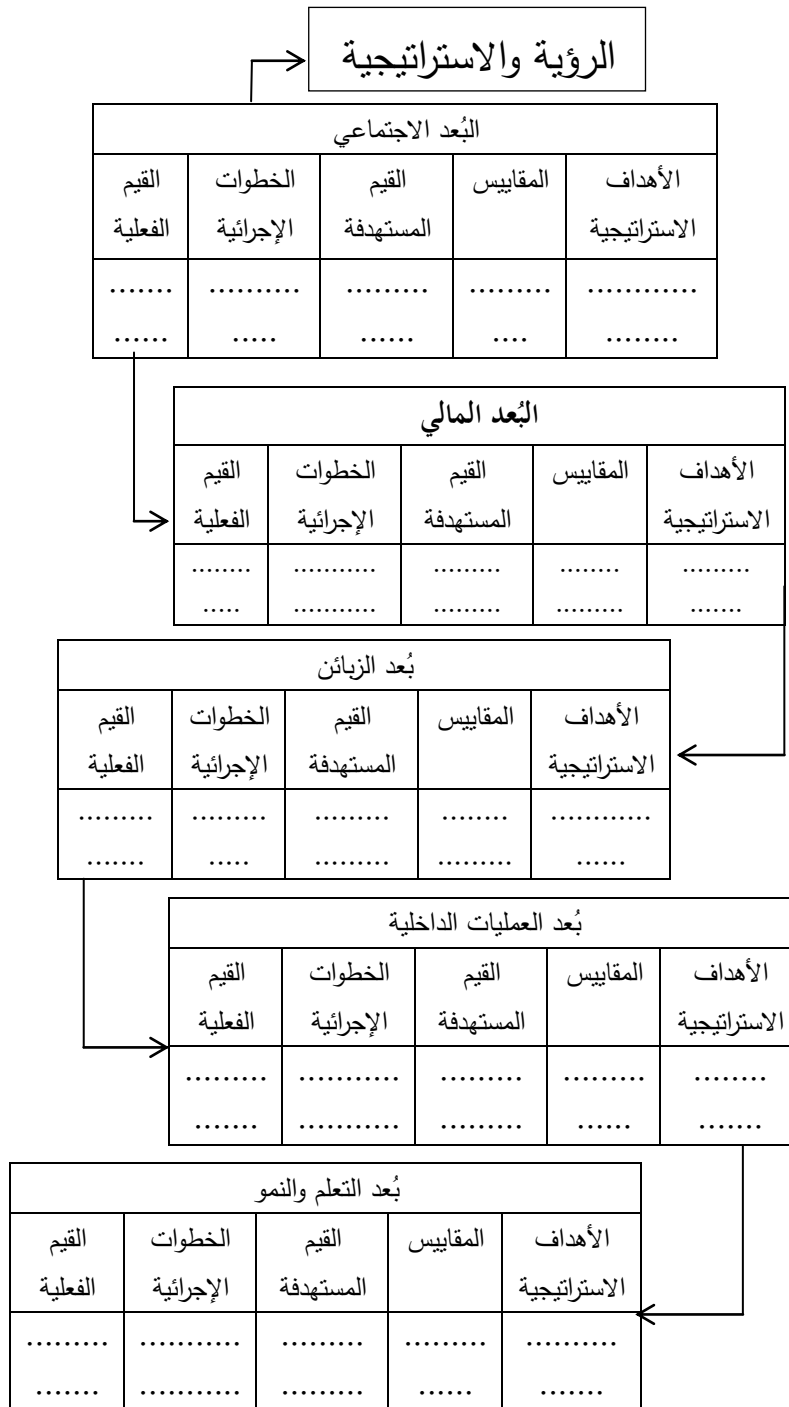 الرؤية والاستراتيجية
البُعد الاجتماعي
الأهداف المقاييس القيم الخطوات القيم
الاستراتيجية المستهدفة الإجرائية الفعلية
............ ......... ......... .......... .......
........ .... ...... ..... ......
البُعد المالي
الأهداف المقاييس القيم الخطوات القيم
الاستراتيجية المستهدفة الإجرائية الفعلية
......... ........ ......... ........... ........
....... ......... ......... ........... .....
بُعد الزبائن
الأهداف المقاييس القيم الخطوات القيم
الاستراتيجية المستهدفة الإجرائية الفعلية
............ ........ ......... ......... .........
...... ......... ......... ..... .......
بُعد العمليات الداخلية
الأهداف المقاييس القيم الخطوات القيم
الاستراتيجية المستهدفة الإجرائية الفعلية
........ ......... ......... ........... .........
....... ...... ......... ........... .......
بُعد التعلم والنمو
الأهداف المقاييس القيم الخطوات القيم
الاستراتيجية المستهدفة الإجرائية الفعلية
.......... ......... ......... ........... .........
....... ...... ......... ........... .......